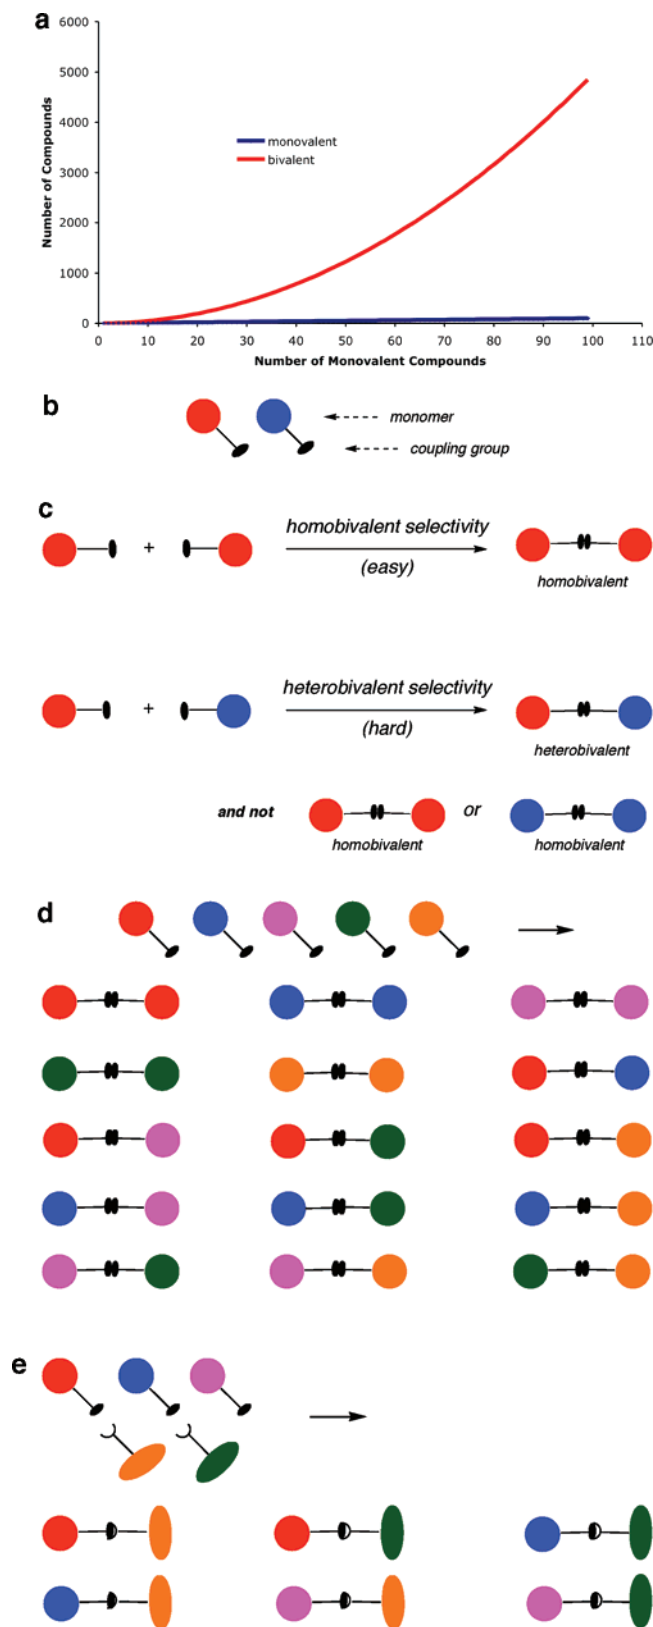 a
6000
5000
4000
3000
2000
1000
0
Number of Compounds
monovalent
bivalent
0 10 20 30 40 50 60 70 80 90 100 110
Number of Monovalent Compounds
b
monomer
coupling group
c
+
homobivalent selectivity
(easy)
homobivalent
+
heterobivalent selectivity
(hard)
heterobivalent
and not
or
homobivalent
homobivalent
d
e